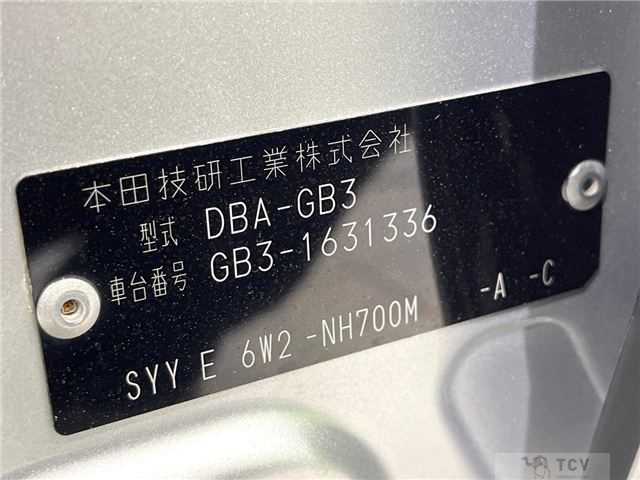 本田技研工業株式会社
型式 DBA-GB3
車台番号 GB3-1631336
SYY E 6W2 -NH700M -A -C
TCV